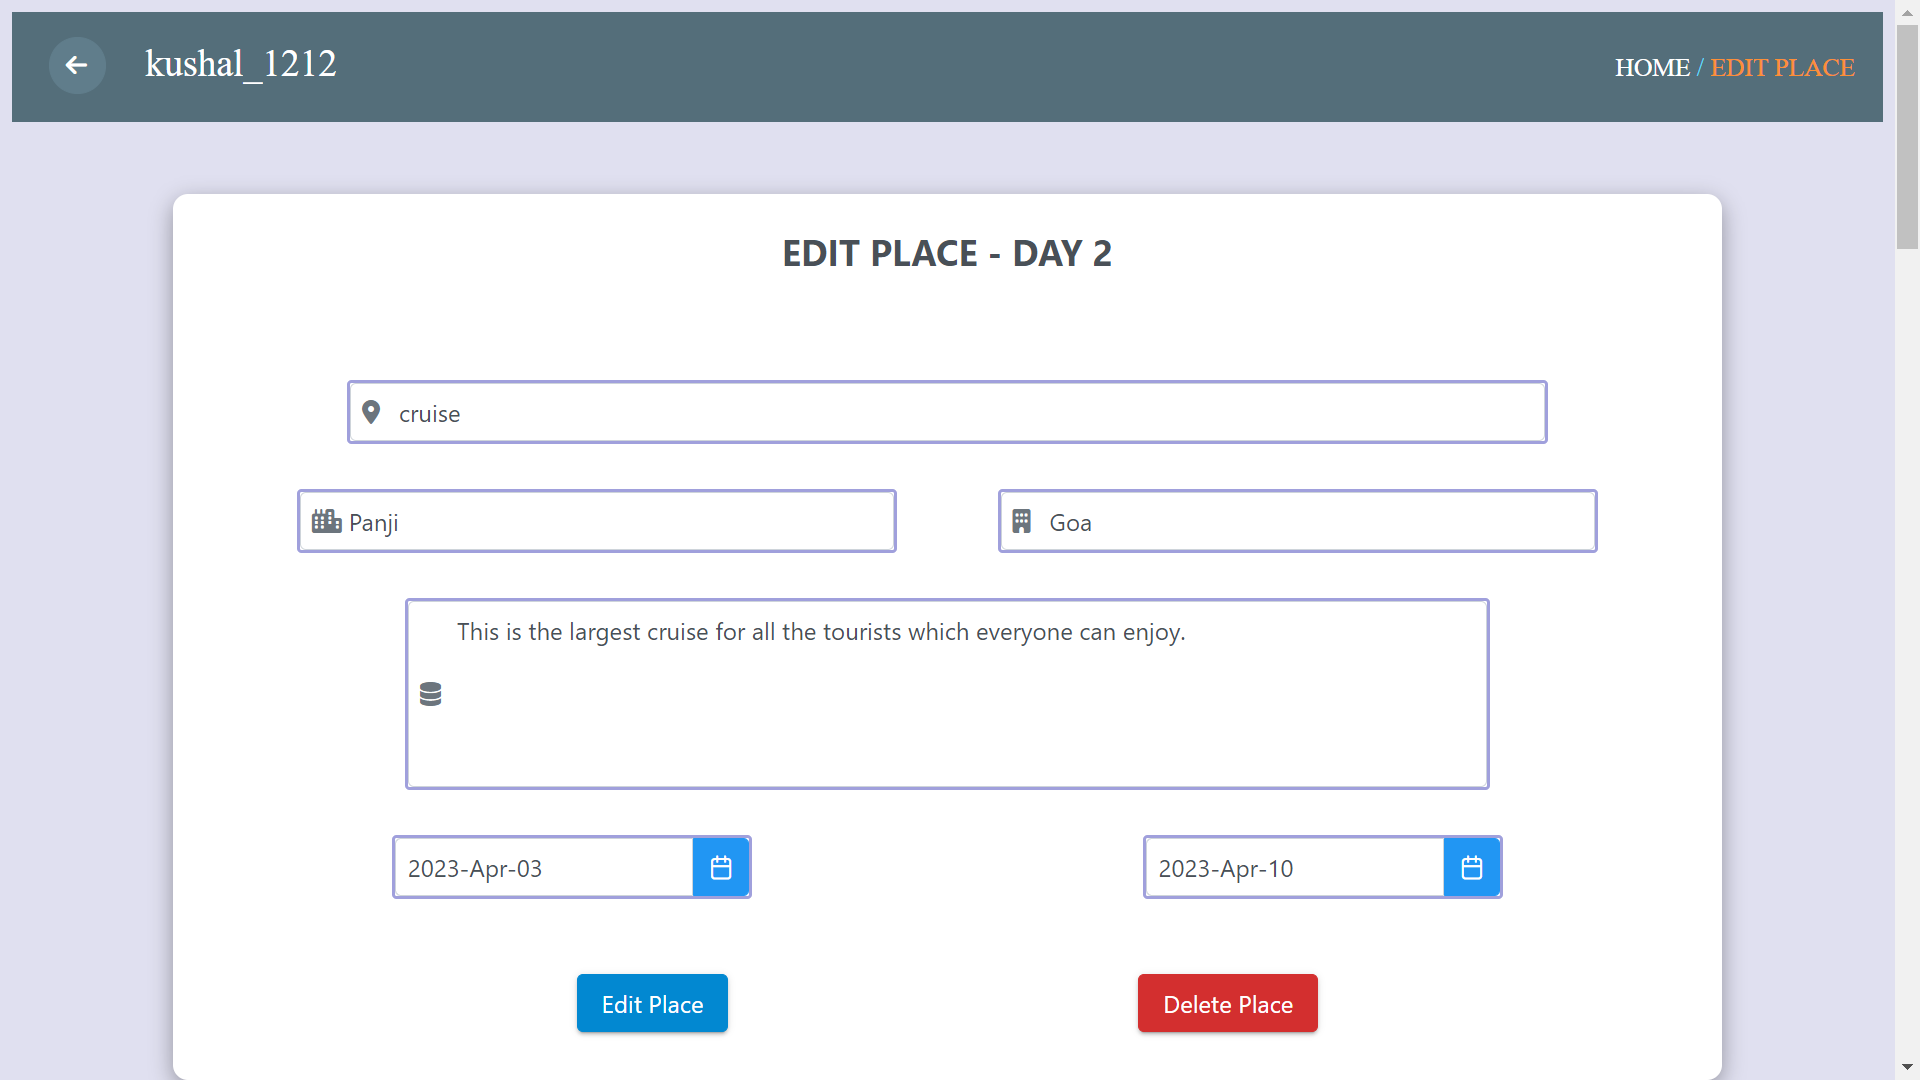 kushal_1212
HOME / EDIT PLACE
EDIT PLACE - DAY 2
cruise
Panji
Goa
This is the largest cruise for all the tourists which everyone can enjoy.
2023-Apr-03
2023-Apr-10
Edit Place
Delete Place